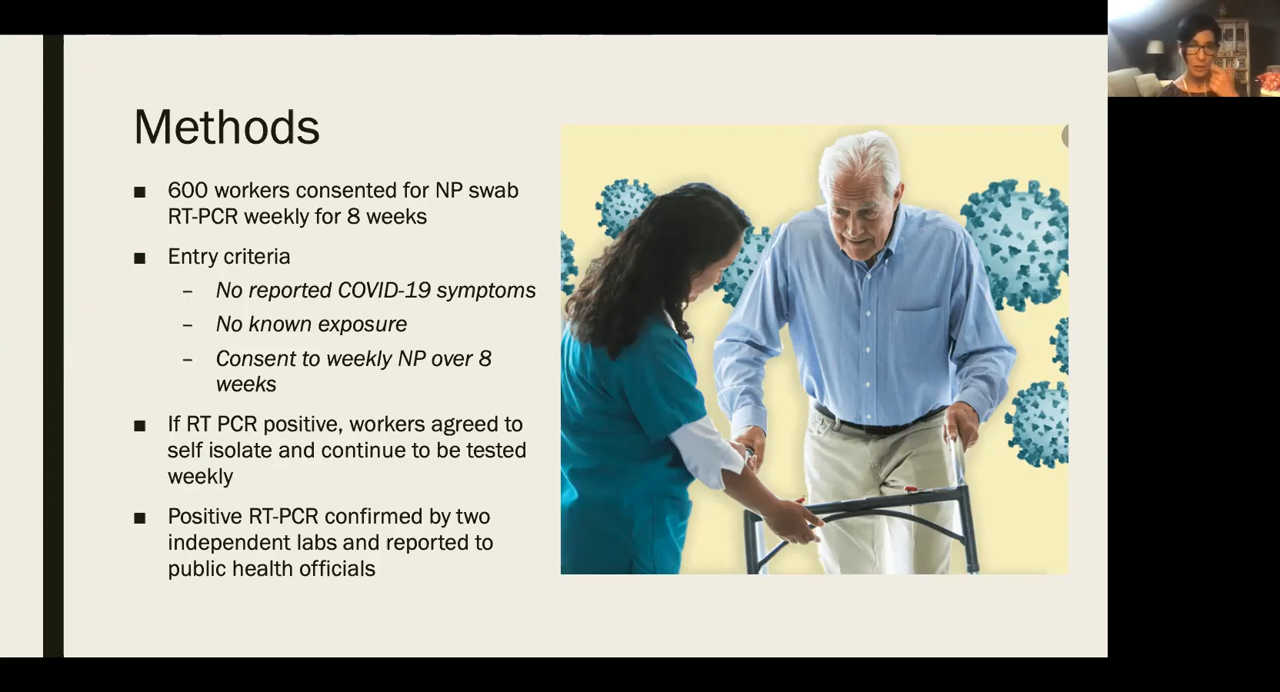 Methods
■ 600 workers consented for NP swab
RT-PCR weekly for 8 weeks
■ Entry criteria
– No reported COVID-19 symptoms
– No known exposure
– Consent to weekly NP over 8
weeks
■ If RT PCR positive, workers agreed to
self isolate and continue to be tested
weekly
■ Positive RT-PCR confirmed by two
independent labs and reported to
public health officials